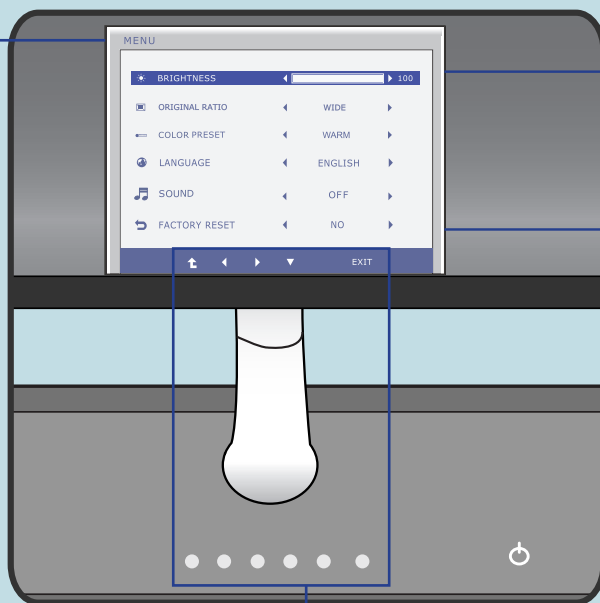 MENU
BRIGHTNESS 100
ORIGINAL RATIO WIDE
COLOR PRESET WARM
LANGUAGE ENGLISH
SOUND OFF
FACTORY RESET NO
EXIT